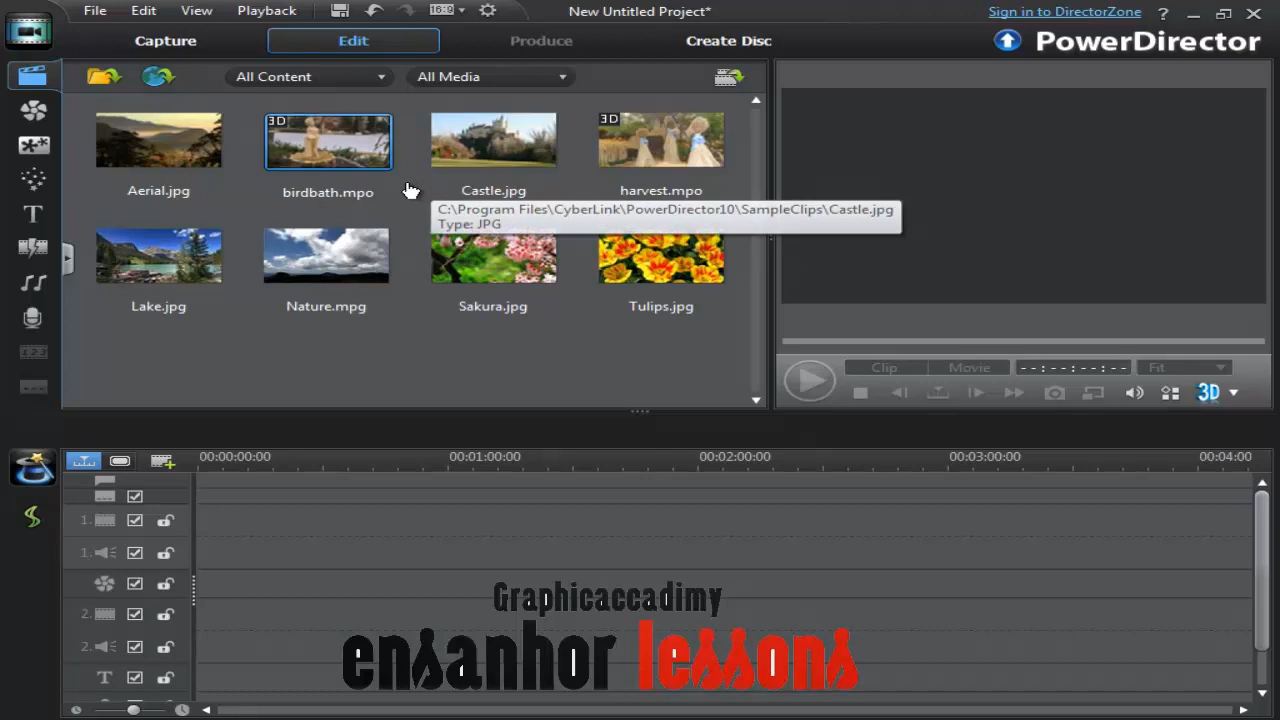 File Edit View Playback 16:9 New Untitled Project* Sign in to DirectorZone ?
Capture Edit Produce Create Disc PowerDirector
All Content All Media
3D 3D
Aerial.jpg birdbath.mpo Castle.jpg harvest.mpo
C:\Program Files\CyberLink\PowerDirector10\SampleClips\Castle.jpg
Type: JPG
Lake.jpg Nature.mpg Sakura.jpg Tulips.jpg
Clip Movie --:--:--:-- Fit
3D
00:00:00:00 00:01:00:00 00:02:00:00 00:03:00:00 00:04:00
1.
1.
2.
2.
T
Graphicaccadimy
ensanhor lessons